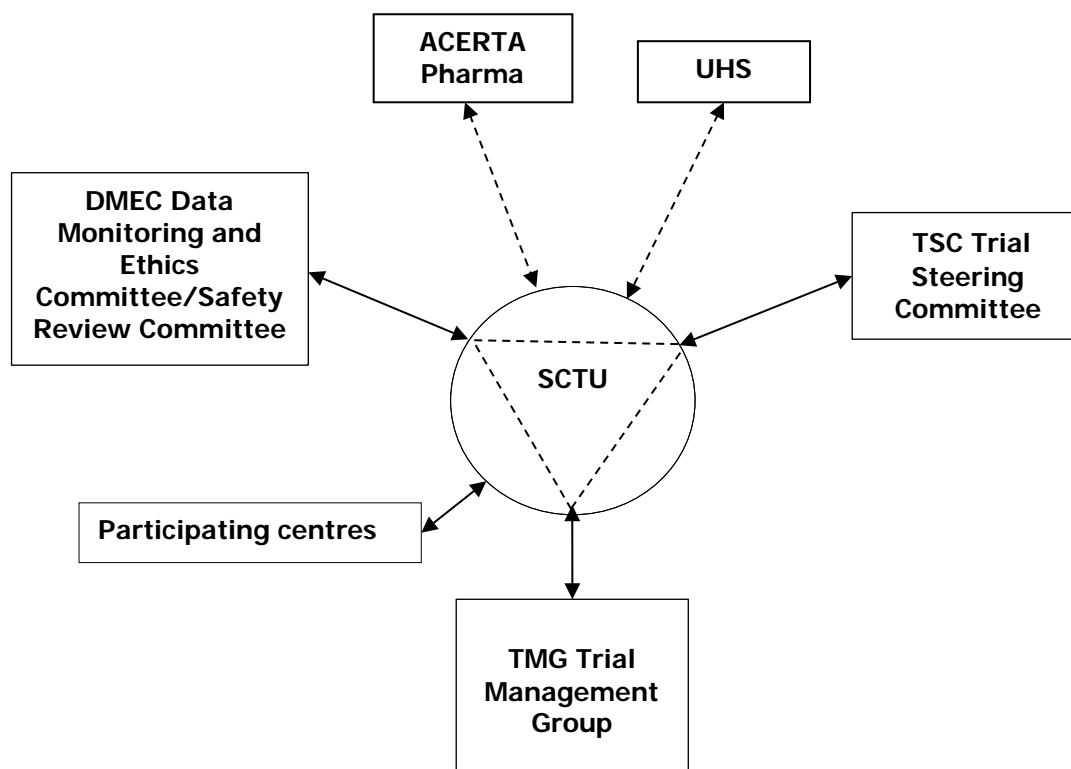 ACERTA
Pharma
UHS
DMEC Data
Monitoring and
Ethics
Committee/Safety
Review Committee
TSC Trial
Steering
Committee
SCTU
Participating centres
TMG Trial
Management
Group